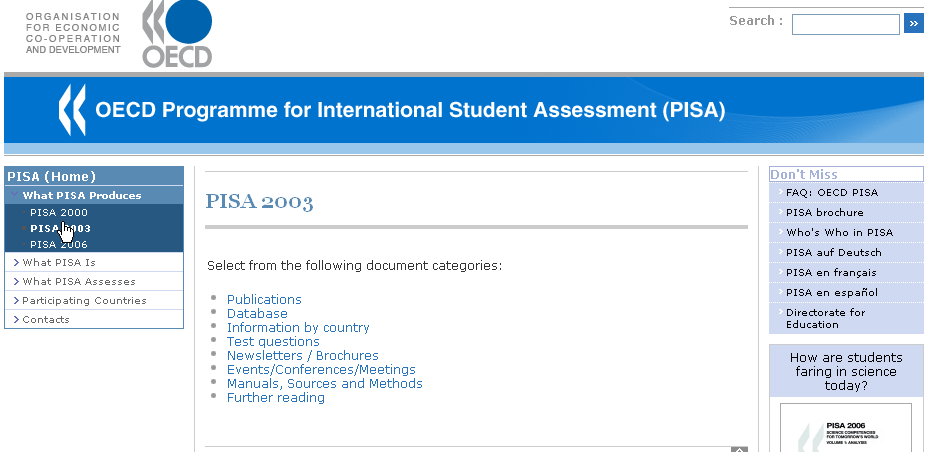 ORGANISATION
FOR ECONOMIC
CO-OPERATION
AND DEVELOPMENT
OECD
Search :
»
OECD Programme for International Student Assessment (PISA)
PISA (Home)
What PISA Produces
PISA 2000
PISA 2003
PISA 2006
What PISA Is
What PISA Assesses
Participating Countries
Contacts
PISA 2003
Select from the following document categories:
Publications
Database
Information by country
Test questions
Newsletters / Brochures
Events/Conferences/Meetings
Manuals, Sources and Methods
Further reading
Don't Miss
FAQ: OECD PISA
PISA brochure
Who's Who in PISA
PISA auf Deutsch
PISA en français
PISA en español
Directorate for
Education
How are students
faring in science
today?
PISA 2006
SCIENCE COMPETENCIES
FOR TOMORROW'S WORLD
VOLUME 1: ANALYSIS